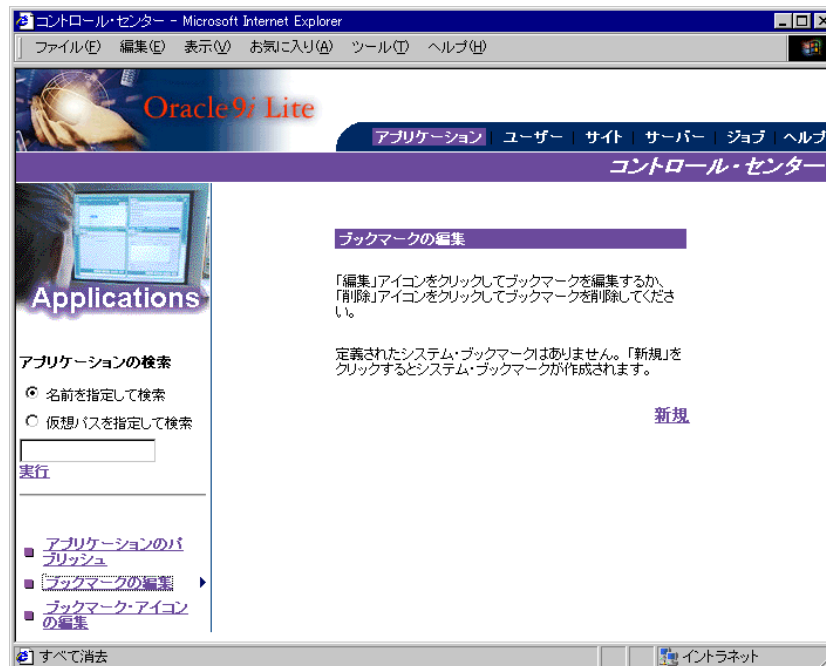 コントロール・センター - Microsoft Internet Explorer
ファイル(F) 編集(E) 表示(V) お気に入り(A) ツール(T) ヘルプ(H)
Oracle9i Lite
アプリケーション ユーザー サイト サーバー ジョブ ヘルプ
コントロール・センター
Applications
アプリケーションの検索
名前を指定して検索
仮想パスを指定して検索
実行
アプリケーションのパ
ブリッシュ
ブックマークの編集
ブックマーク・アイコン
の編集
ブックマークの編集
「編集」アイコンをクリックしてブックマークを編集するか、
「削除」アイコンをクリックしてブックマークを削除してくださ
い。
定義されたシステム・ブックマークはありません。「新規」を
クリックするとシステム・ブックマークが作成されます。
新規
すべて消去 イントラネット